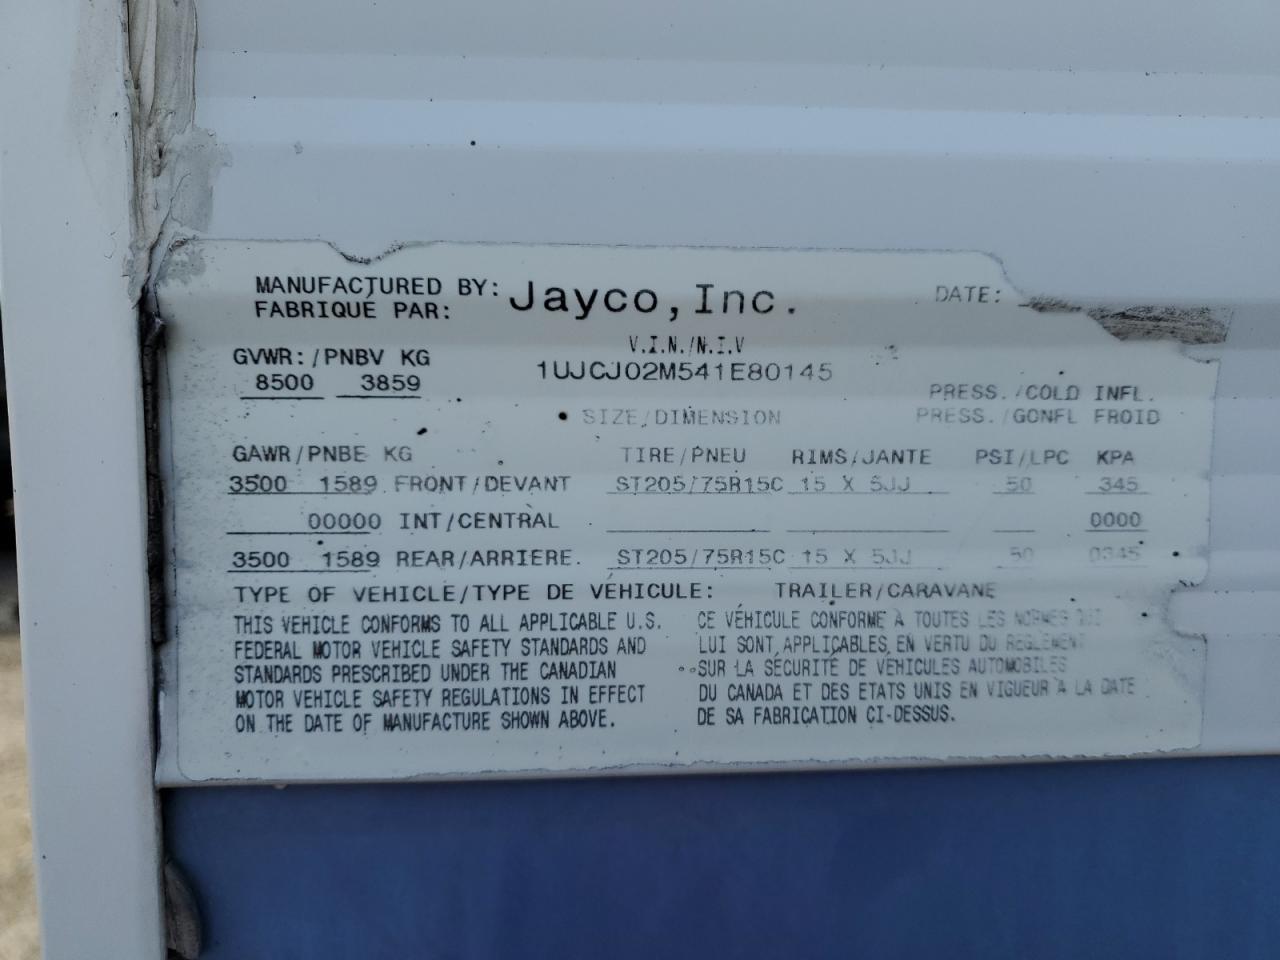 MANUFACTURED BY: Jayco, Inc. DATE:
FABRIQUÉ PAR:
V.I.N./N.I.V
GVWR:/PNBV KG 1UJCJ02M541E80145
8500 3859
PRESS./COLD INFL.
SIZE/DIMENSION PRESS./GONFL FROID
GAWR/PNBE KG TIRE/PNEU RIMS/JANTE PSI/LPC KPA
3500 1589 FRONT/DEVANT ST205/75R15C 15 X 5JJ 50 345
00000 INT/CENTRAL 0000
3500 1589 REAR/ARRIERE. ST205/75R15C 15 X 5JJ 50 0345
TYPE OF VEHICLE/TYPE DE VÉHICULE: TRAILER/CARAVANE
THIS VEHICLE CONFORMS TO ALL APPLICABLE U.S.
FEDERAL MOTOR VEHICLE SAFETY STANDARDS AND
STANDARDS PRESCRIBED UNDER THE CANADIAN
MOTOR VEHICLE SAFETY REGULATIONS IN EFFECT
ON THE DATE OF MANUFACTURE SHOWN ABOVE.
CE VÉHICULE CONFORME À TOUTES LES NORMES QUI
LUI SONT APPLICABLES EN VERTU DU REGLEMENT
SUR LA SÉCURITÉ DE VÉHICULES AUTOMOBILES
DU CANADA ET DES ETATS UNIS EN VIGUEUR A LA DATE
DE SA FABRICATION CI-DESSUS.